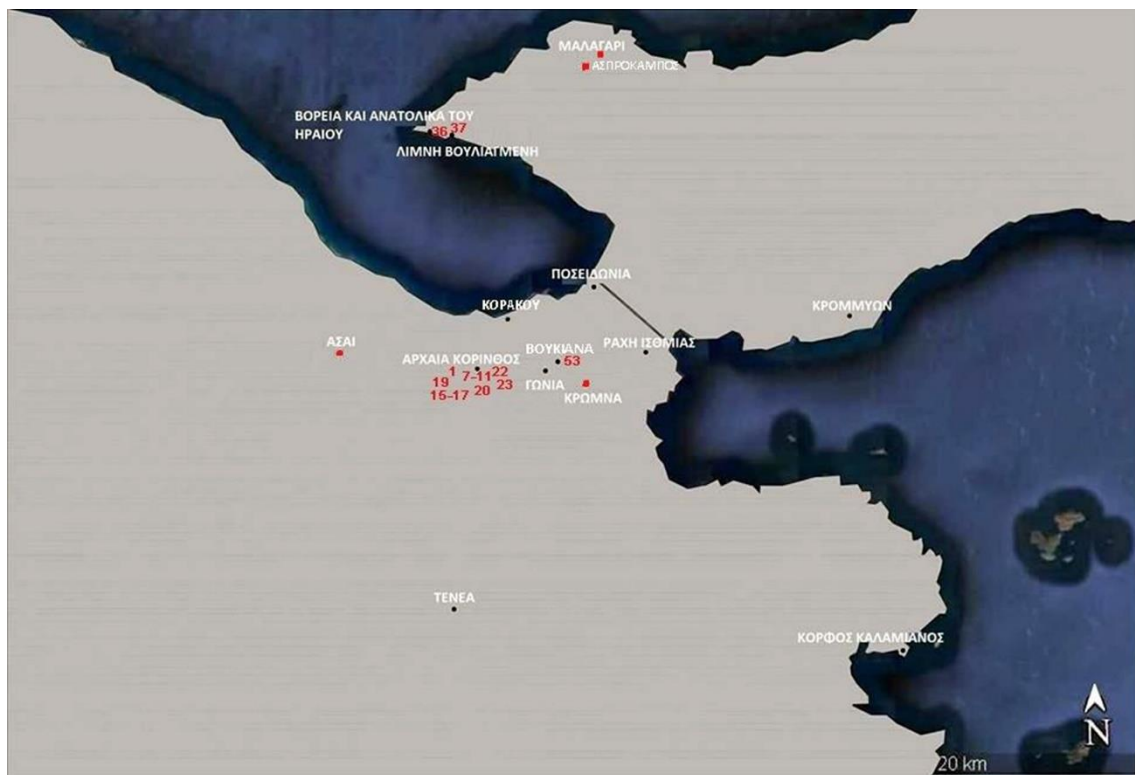 ΜΑΛΑΓΑΡΙ
ΑΣΠΡΟΚΑΜΠΟΣ
ΒΟΡΕΙΑ ΚΑΙ ΑΝΑΤΟΛΙΚΑ ΤΟΥ
ΗΡΑΙΟΥ
36 37
ΛΙΜΝΗ ΒΟΥΛΙΑΓΜΕΝΗ
ΠΟΣΕΙΔΩΝΙΑ
ΚΟΡΑΚΟΥ
ΚΡΟΜΜΥΩΝ
ΑΣΑΙ
ΡΑΧΗ ΙΣΘΜΙΑΣ
ΒΟΥΚΙΑΝΑ
53
ΑΡΧΑΙΑ ΚΟΡΙΝΘΟΣ
1 7-11 22
19 20 23
15-17
ΓΩΝΙΑ
ΚΡΩΜΝΑ
ΤΕΝΕΑ
ΚΟΡΦΟΣ ΚΑΛΑΜΙΑΝΟΣ
N
20 km